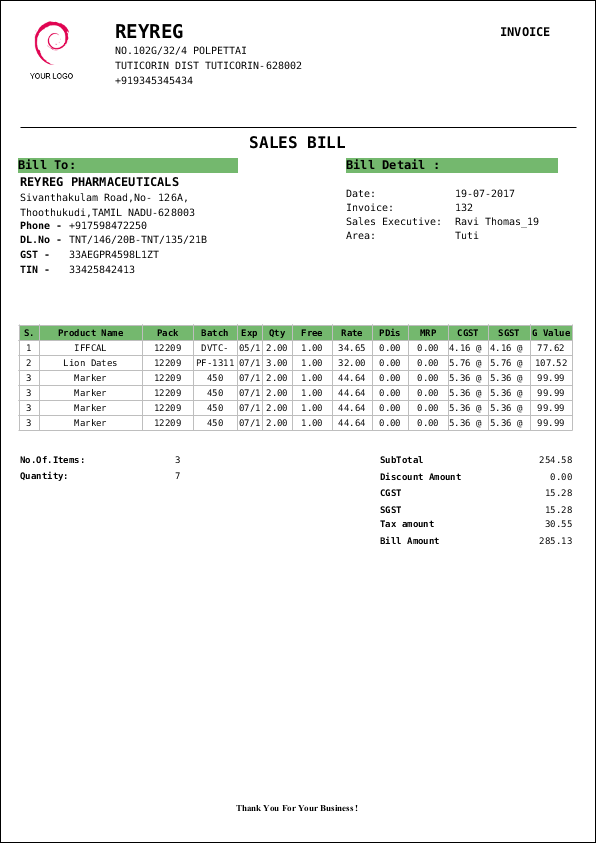 REYREG
INVOICE
NO.102G/32/4 POLPETTAI
TUTICORIN DIST TUTICORIN-628002
+919345345434
YOUR LOGO
SALES BILL
Bill To:
REYREG PHARMACEUTICALS
Sivanthakulam Road,No- 126A,
Thoothukudi,TAMIL NADU-628003
Phone - +917598472250
DL.No - TNT/146/20B-TNT/135/21B
GST - 33AEGPR4598L1ZT
TIN - 33425842413
Bill Detail :
Date: 19-07-2017
Invoice: 132
Sales Executive: Ravi Thomas_19
Area: Tuti
S. Product Name Pack Batch Exp Qty Free Rate PDis MRP CGST SGST G Value
1 IFFCAL 12209 DVTC- 05/1 2.00 1.00 34.65 0.00 0.00 4.16 @ 4.16 @ 77.62
2 Lion Dates 12209 PF-1311 07/1 3.00 1.00 32.00 0.00 0.00 5.76 @ 5.76 @ 107.52
3 Marker 12209 450 07/1 2.00 1.00 44.64 0.00 0.00 5.36 @ 5.36 @ 99.99
3 Marker 12209 450 07/1 2.00 1.00 44.64 0.00 0.00 5.36 @ 5.36 @ 99.99
3 Marker 12209 450 07/1 2.00 1.00 44.64 0.00 0.00 5.36 @ 5.36 @ 99.99
3 Marker 12209 450 07/1 2.00 1.00 44.64 0.00 0.00 5.36 @ 5.36 @ 99.99
No.Of.Items: 3
Quantity: 7
SubTotal 254.58
Discount Amount 0.00
CGST 15.28
SGST 15.28
Tax amount 30.55
Bill Amount 285.13
Thank You For Your Business !